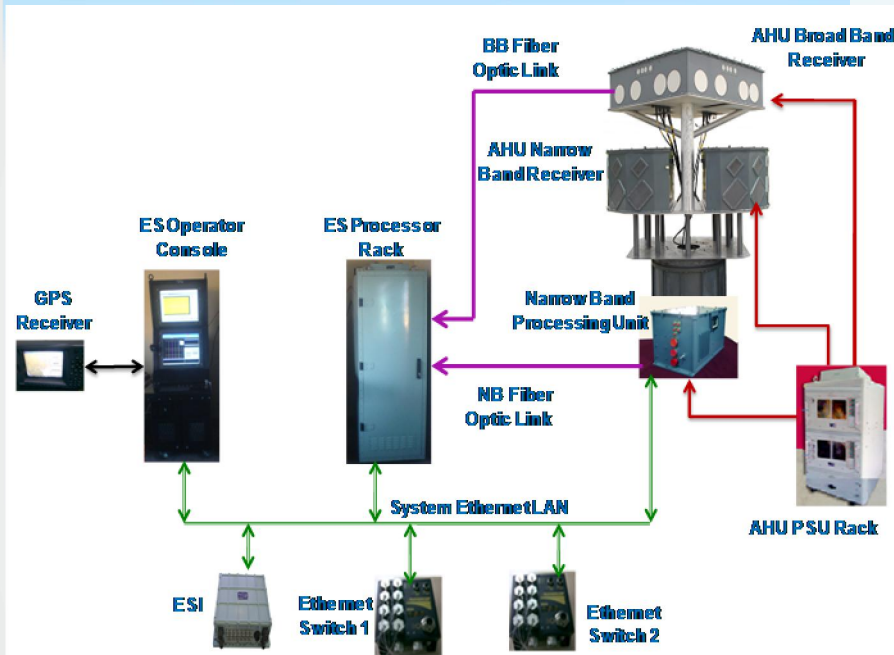 BB Fiber
Optic Link
AHU Broad Band
Receiver
AHU Narrow
Band Receiver
ES Operator
Console
ES Processor
Rack
GPS
Receiver
Narrow Band
Processing Unit
NB Fiber
Optic Link
System Ethernet LAN
AHU PSU Rack
ESI
Ethernet
Switch 1
Ethernet
Switch 2